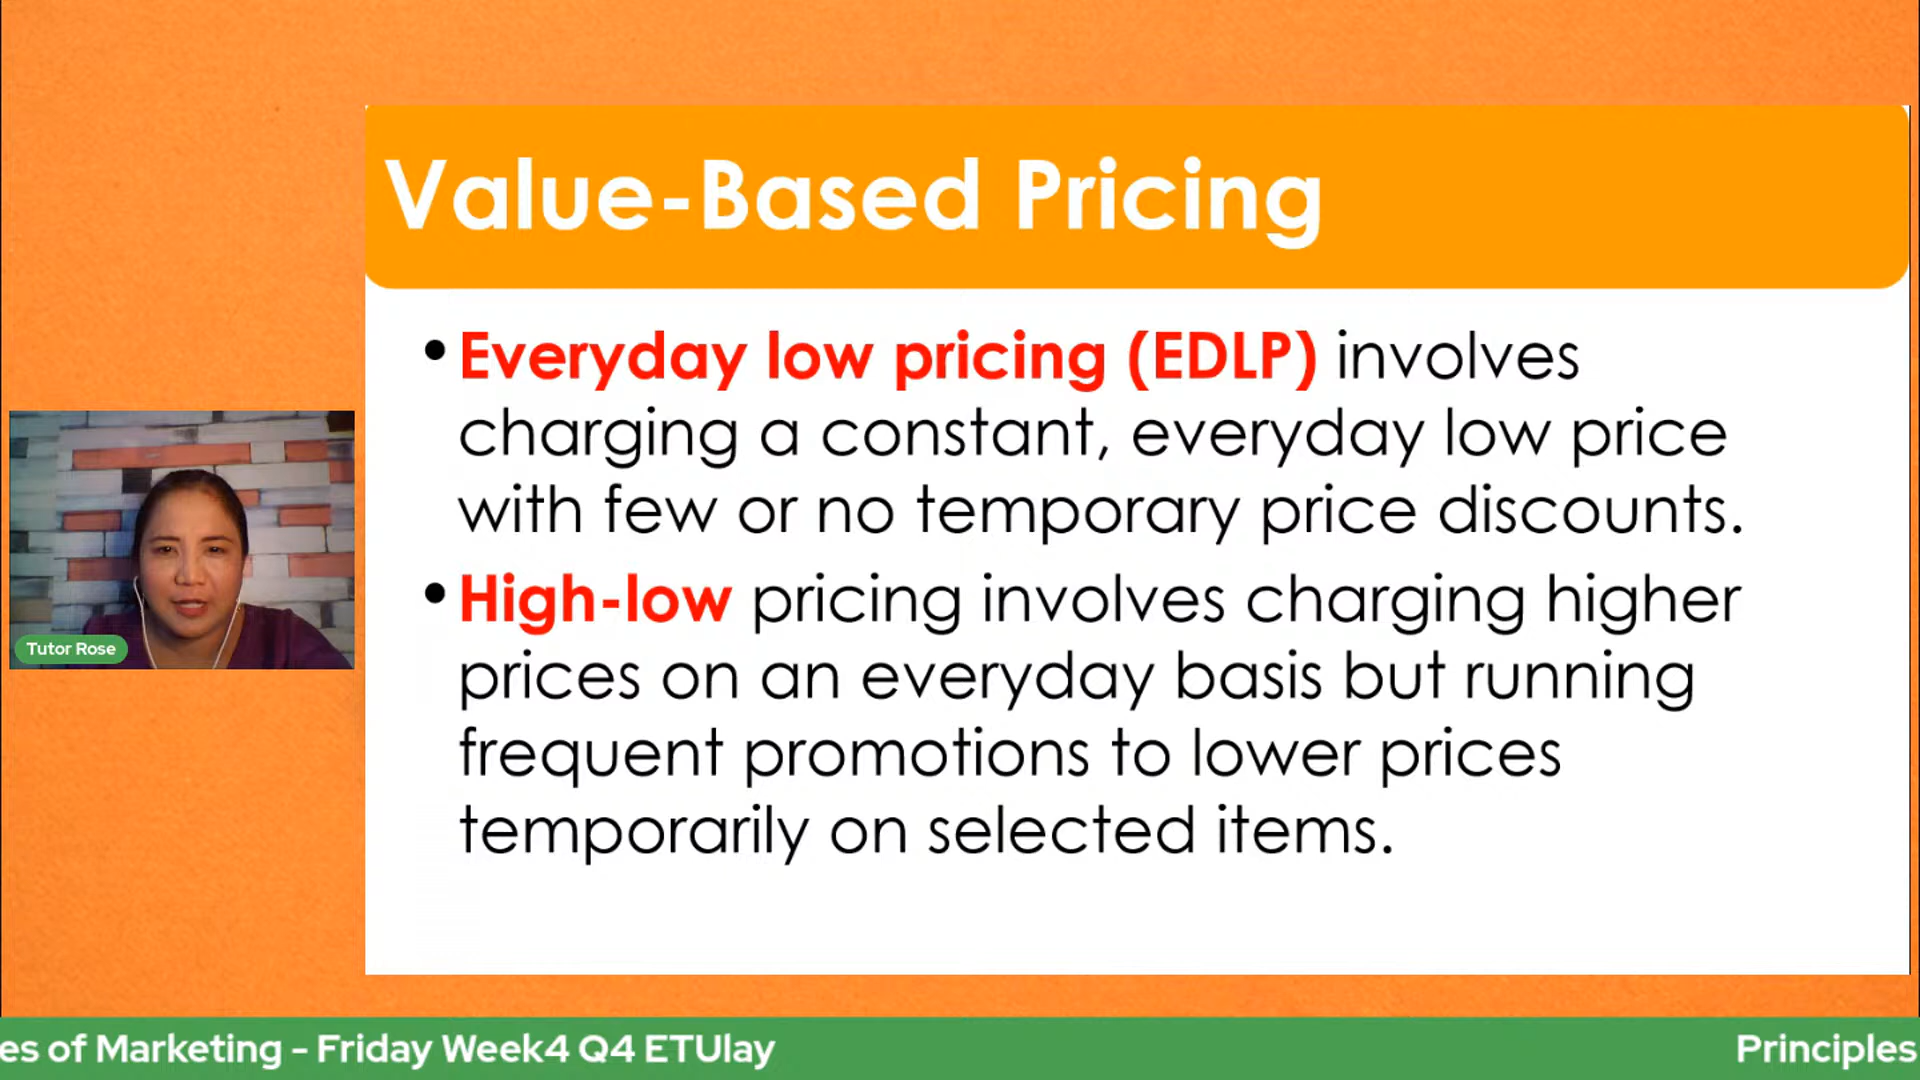 Value-Based Pricing
• Everyday low pricing (EDLP) involves
charging a constant, everyday low price
with few or no temporary price discounts.
• High-low pricing involves charging higher
prices on an everyday basis but running
frequent promotions to lower prices
temporarily on selected items.
Tutor Rose
es of Marketing - Friday Week4 Q4 ETUlay
Principles